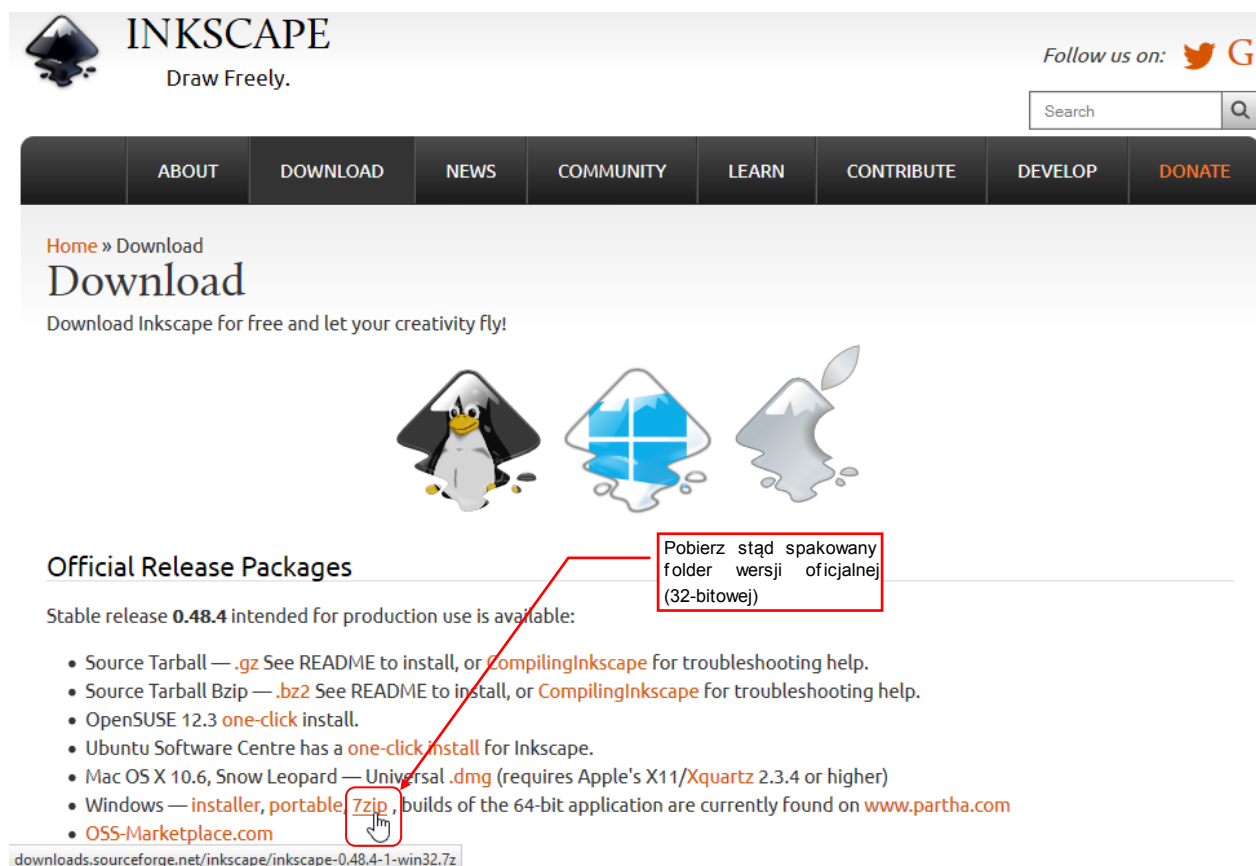 INKSCAPE
Draw Freely.
Follow us on:
Search
ABOUT DOWNLOAD NEWS COMMUNITY LEARN CONTRIBUTE DEVELOP DONATE
Home » Download
Download
Download Inkscape for free and let your creativity fly!
Pobierz stąd spakowany
folder wersji oficjalnej
(32-bitowej)
Official Release Packages
Stable release 0.48.4 intended for production use is available:
• Source Tarball — .gz See README to install, or CompilingInkscape for troubleshooting help.
• Source Tarball Bzip — .bz2 See README to install, or CompilingInkscape for troubleshooting help.
• OpenSUSE 12.3 one-click install.
• Ubuntu Software Centre has a one-click install for Inkscape.
• Mac OS X 10.6, Snow Leopard — Universal .dmg (requires Apple's X11/Xquartz 2.3.4 or higher)
• Windows — installer, portable, 7zip , builds of the 64-bit application are currently found on www.partha.com
• OSS-Marketplace.com
downloads.sourceforge.net/inkscape/inkscape-0.48.4-1-win32.7z